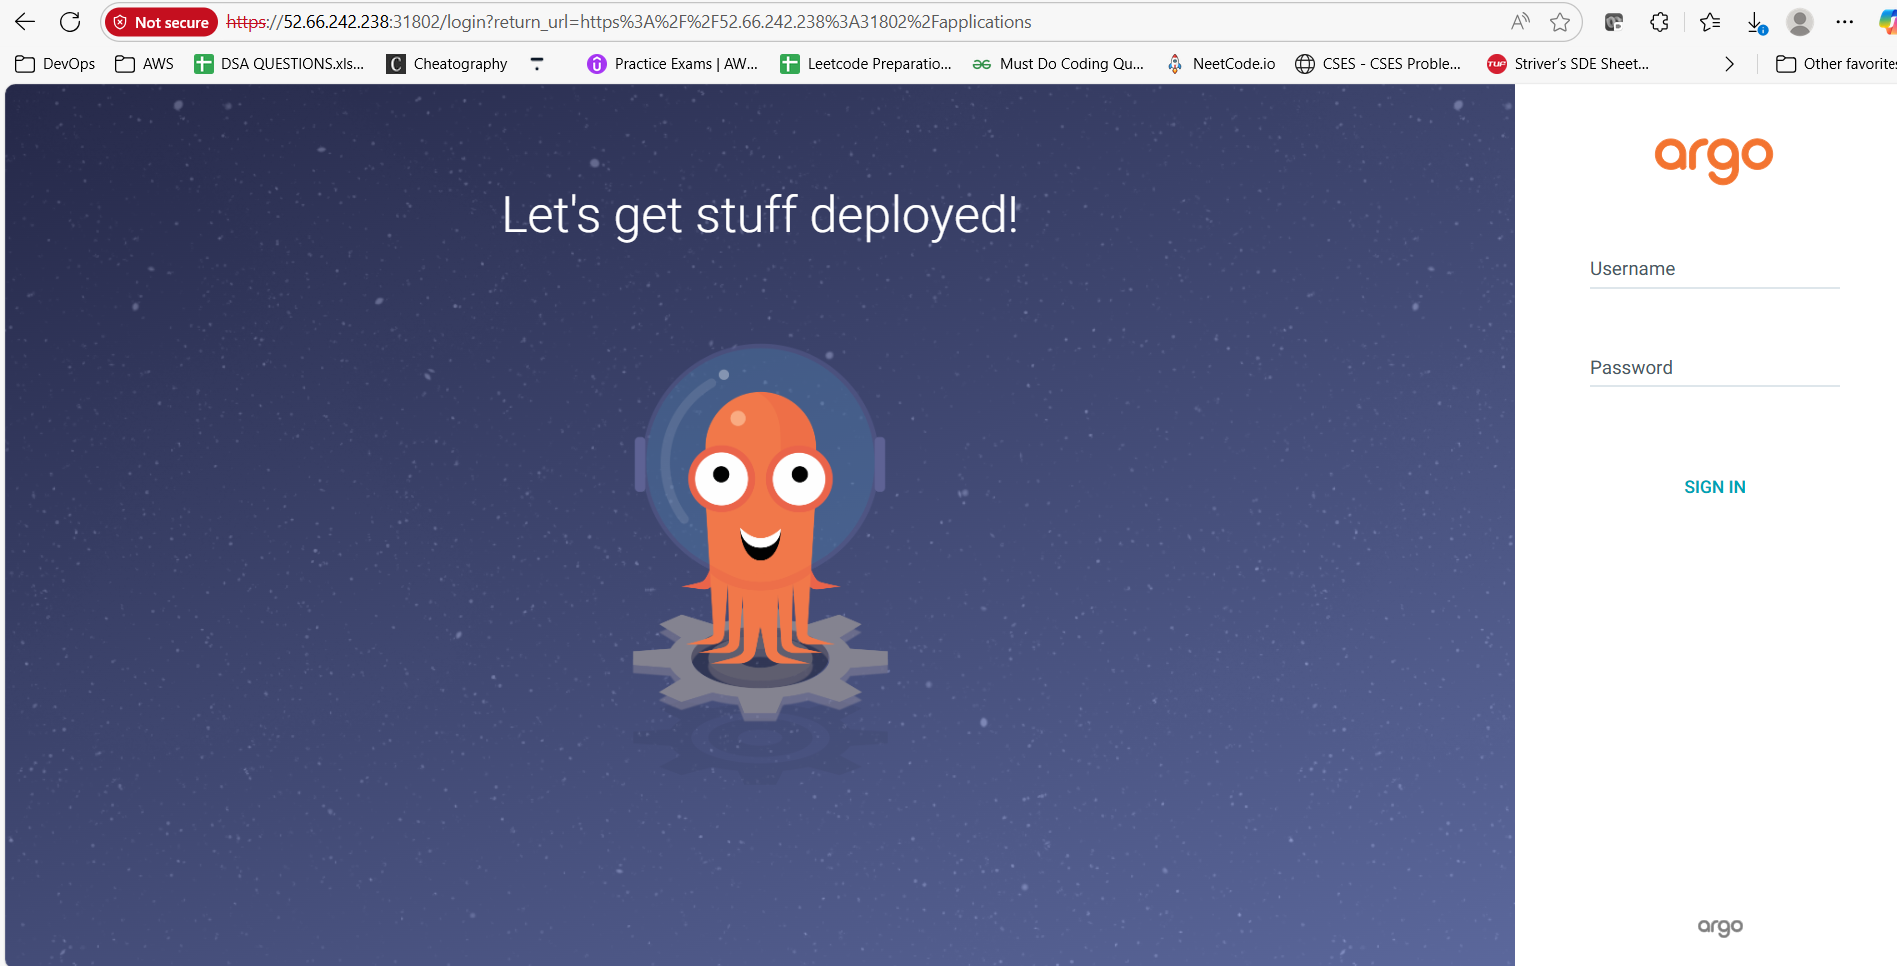 Not secure https://52.66.242.238:31802/login?return_url=https%3A%2F%2F52.66.242.238%3A31802%2Fapplications
DevOps AWS DSA QUESTIONS.xls... C Cheatography Practice Exams | AW... Leetcode Preparatio... Must Do Coding Qu... NeetCode.io CSES - CSES Proble... TUF Striver's SDE Sheet... Other favorites
Let's get stuff deployed!
argo
Username
Password
SIGN IN
argo